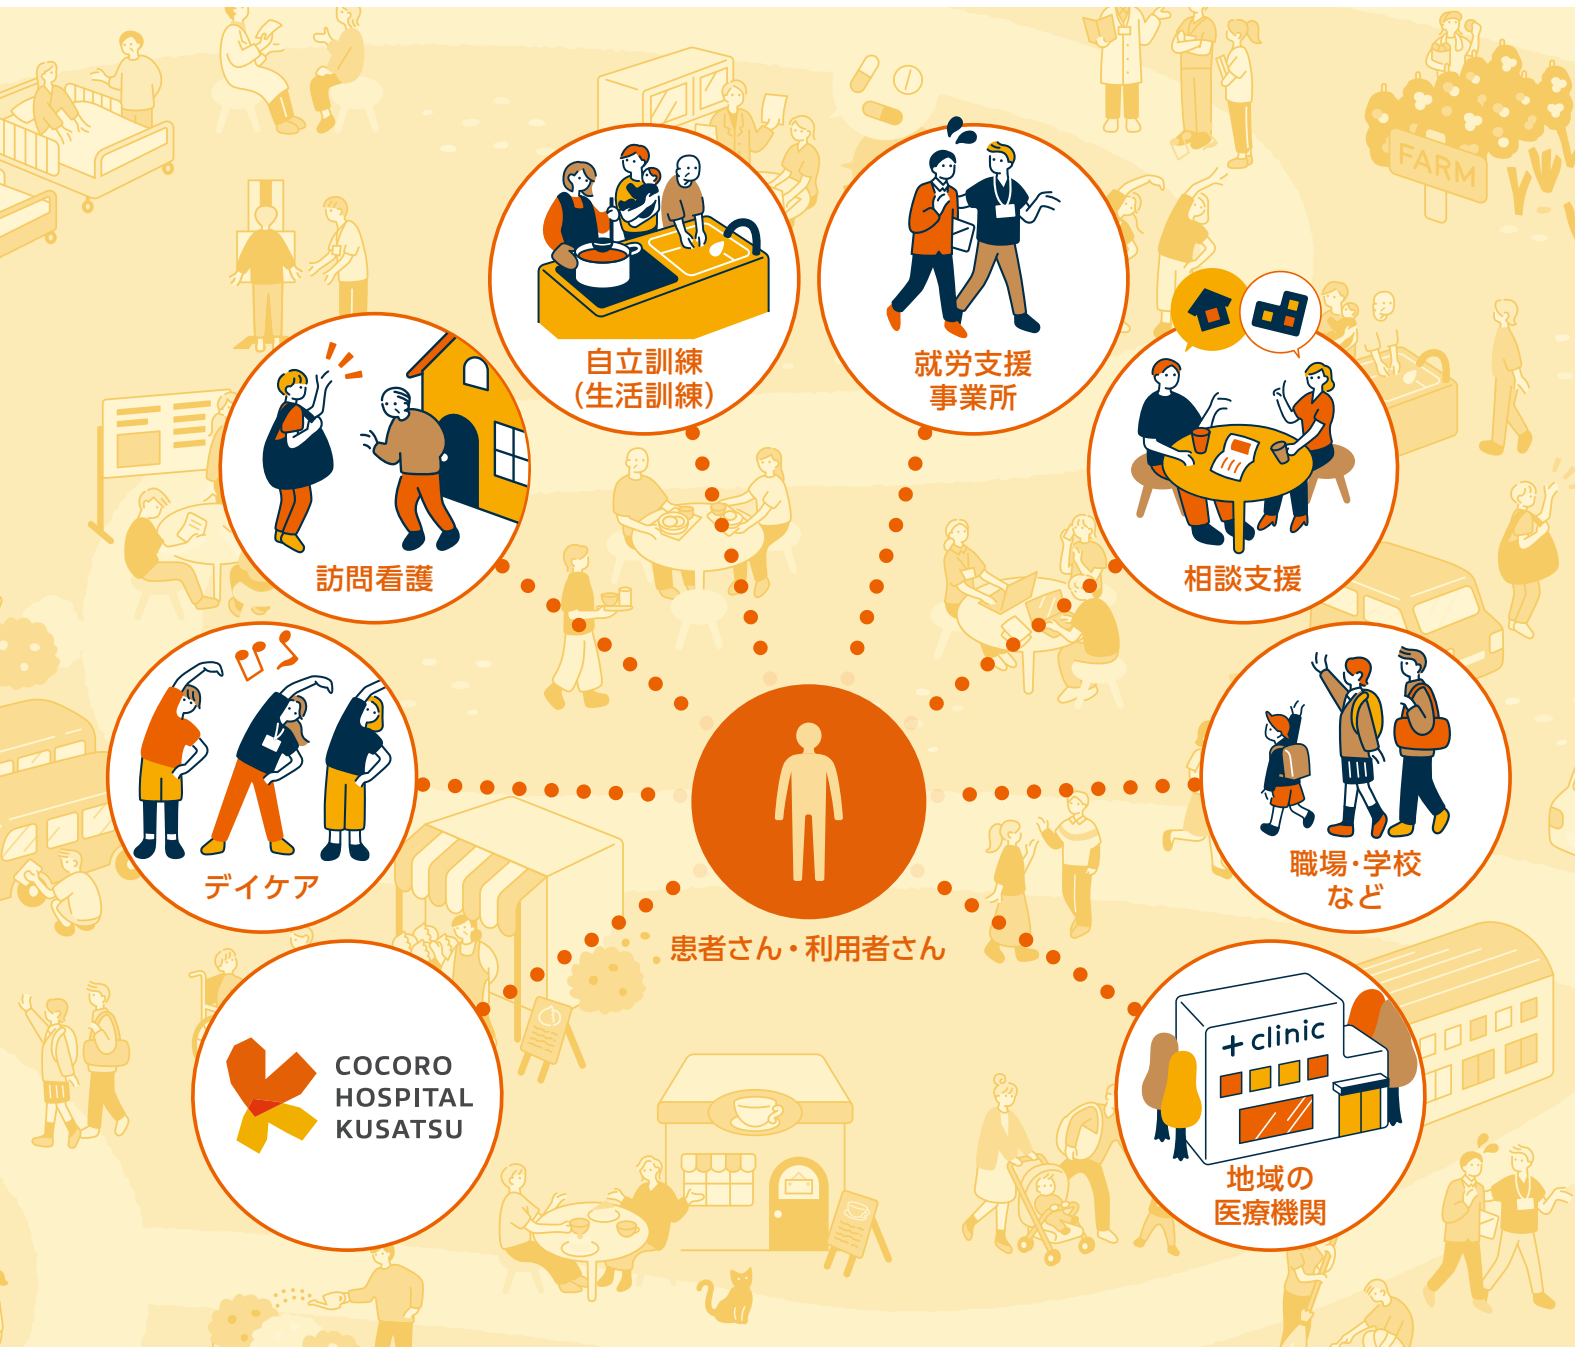 FARM
自立訓練
(生活訓練)
就労支援
事業所
訪問看護
相談支援
デイケア
職場・学校
など
患者さん・利用者さん
COCORO
HOSPITAL
KUSATSU
+ clinic
地域の
医療機関